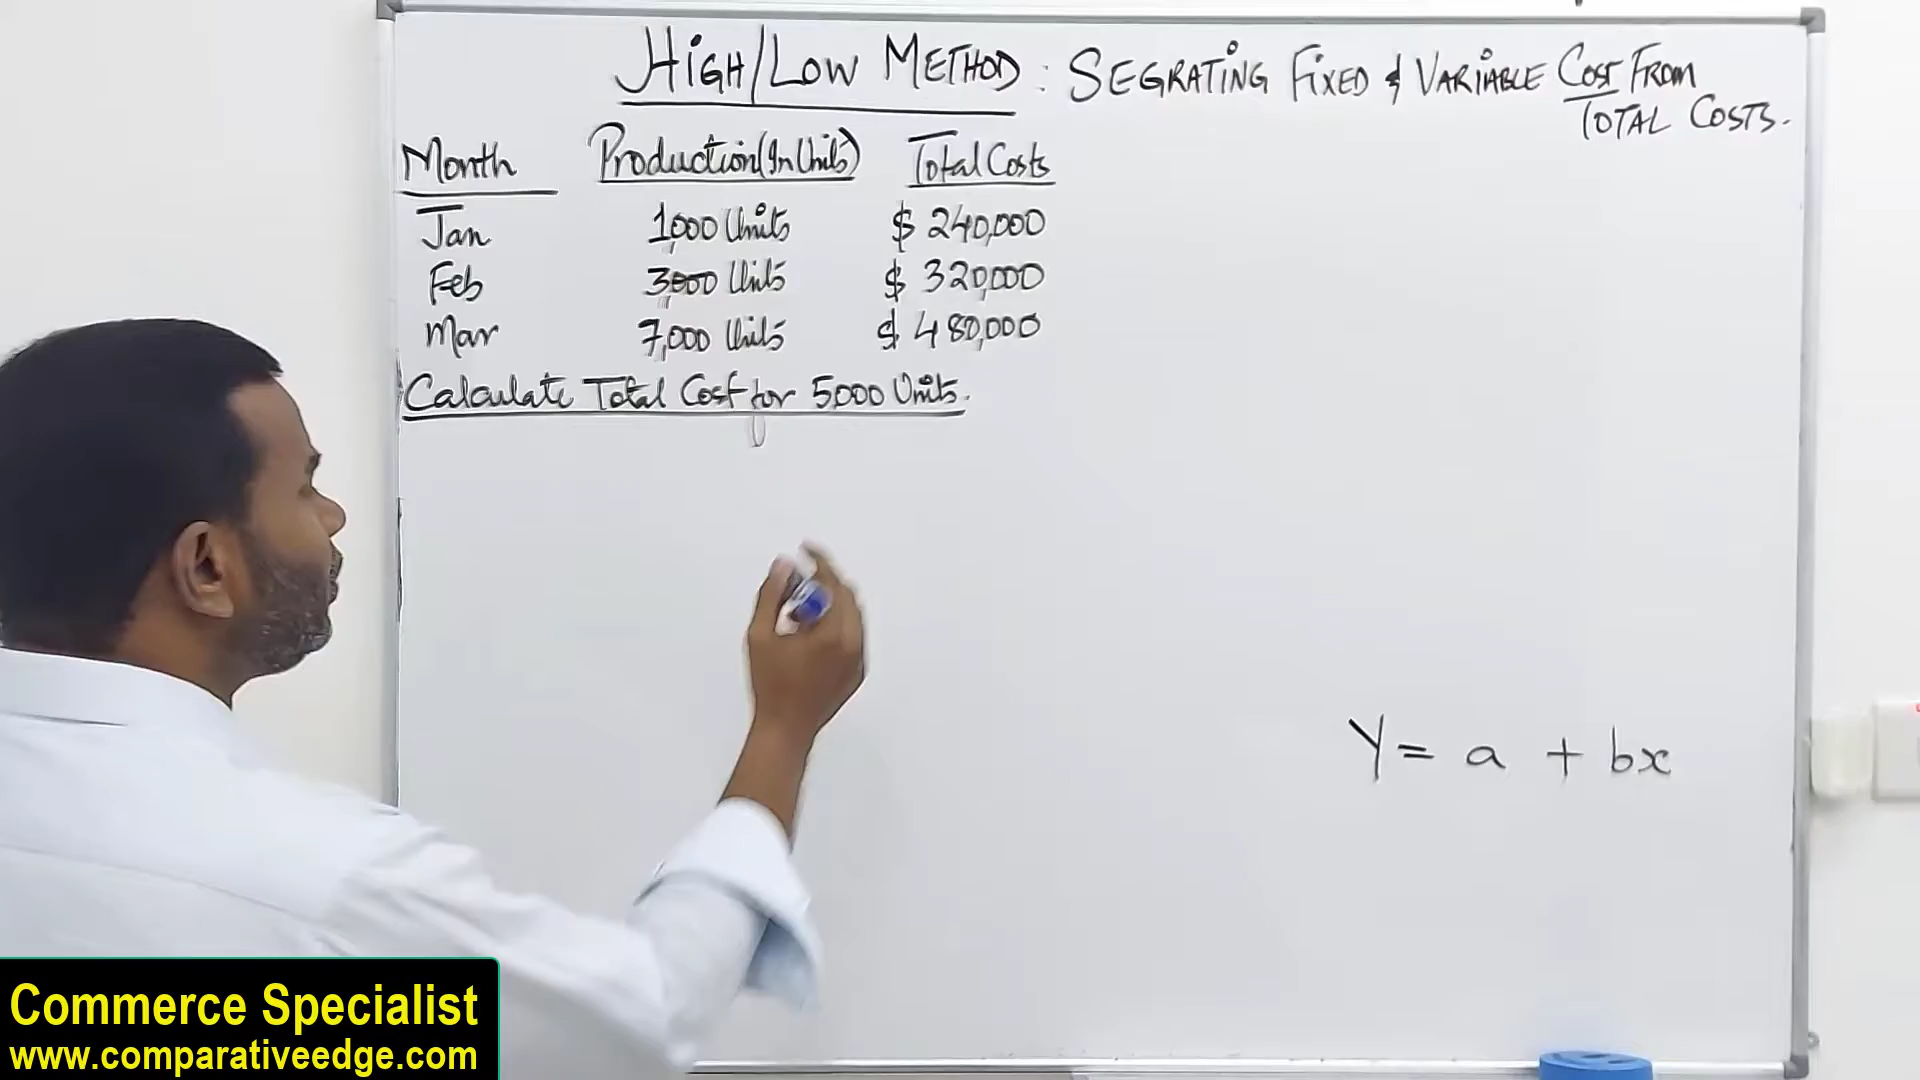 HIGH/LOW METHOD : SEGRATING FIXED & VARIABLE COST FROM
TOTAL COSTS.
Month Production (In Units) Total Costs
Jan 1,000 Units $ 240,000
Feb 3,000 Units $ 320,000
Mar 7,000 Units $ 480,000
Calculate Total Cost for 5,000 Units.
Y = a + bx
Commerce Specialist
www.comparativeedge.com